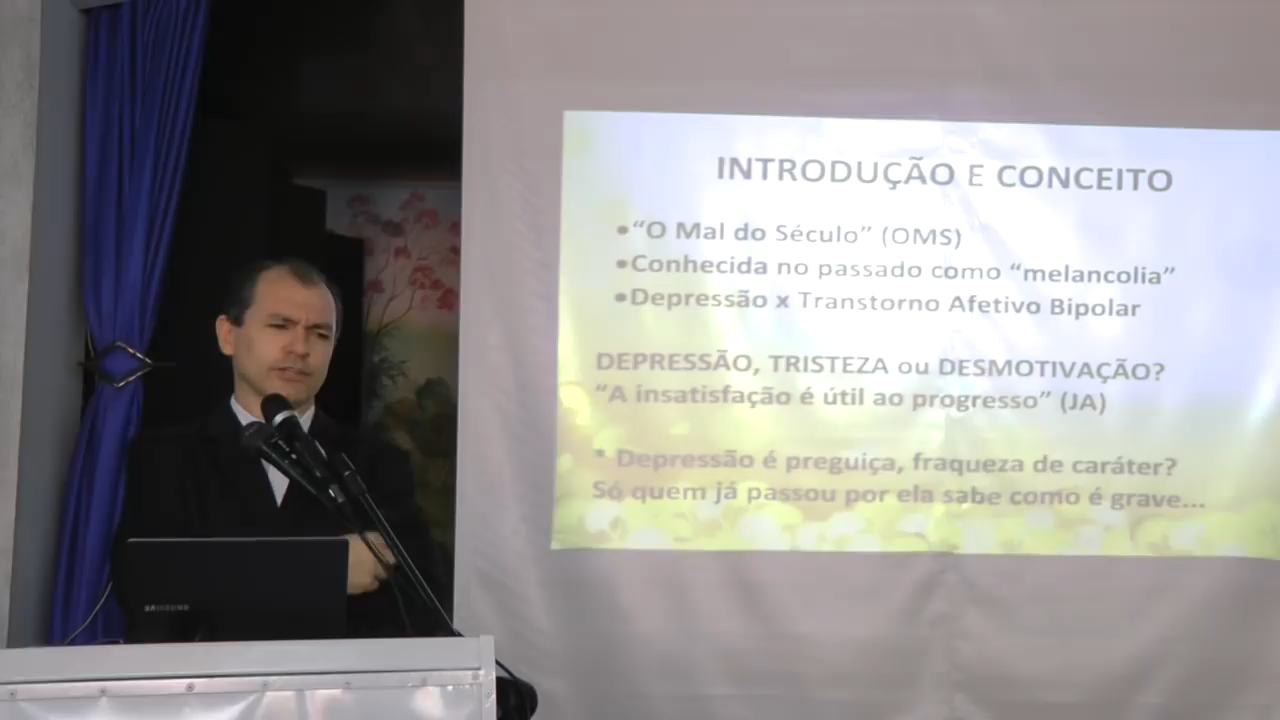 INTRODUÇÃO E CONCEITO
•“O Mal do Século” (OMS)
•Conhecida no passado como “melancolia”
•Depressão x Transtorno Afetivo Bipolar
DEPRESSÃO, TRISTEZA ou DESMOTIVAÇÃO?
“A insatisfação é útil ao progresso” (JA)
* Depressão é preguiça, fraqueza de caráter?
Só quem já passou por ela sabe como é grave...
SAMSUNG